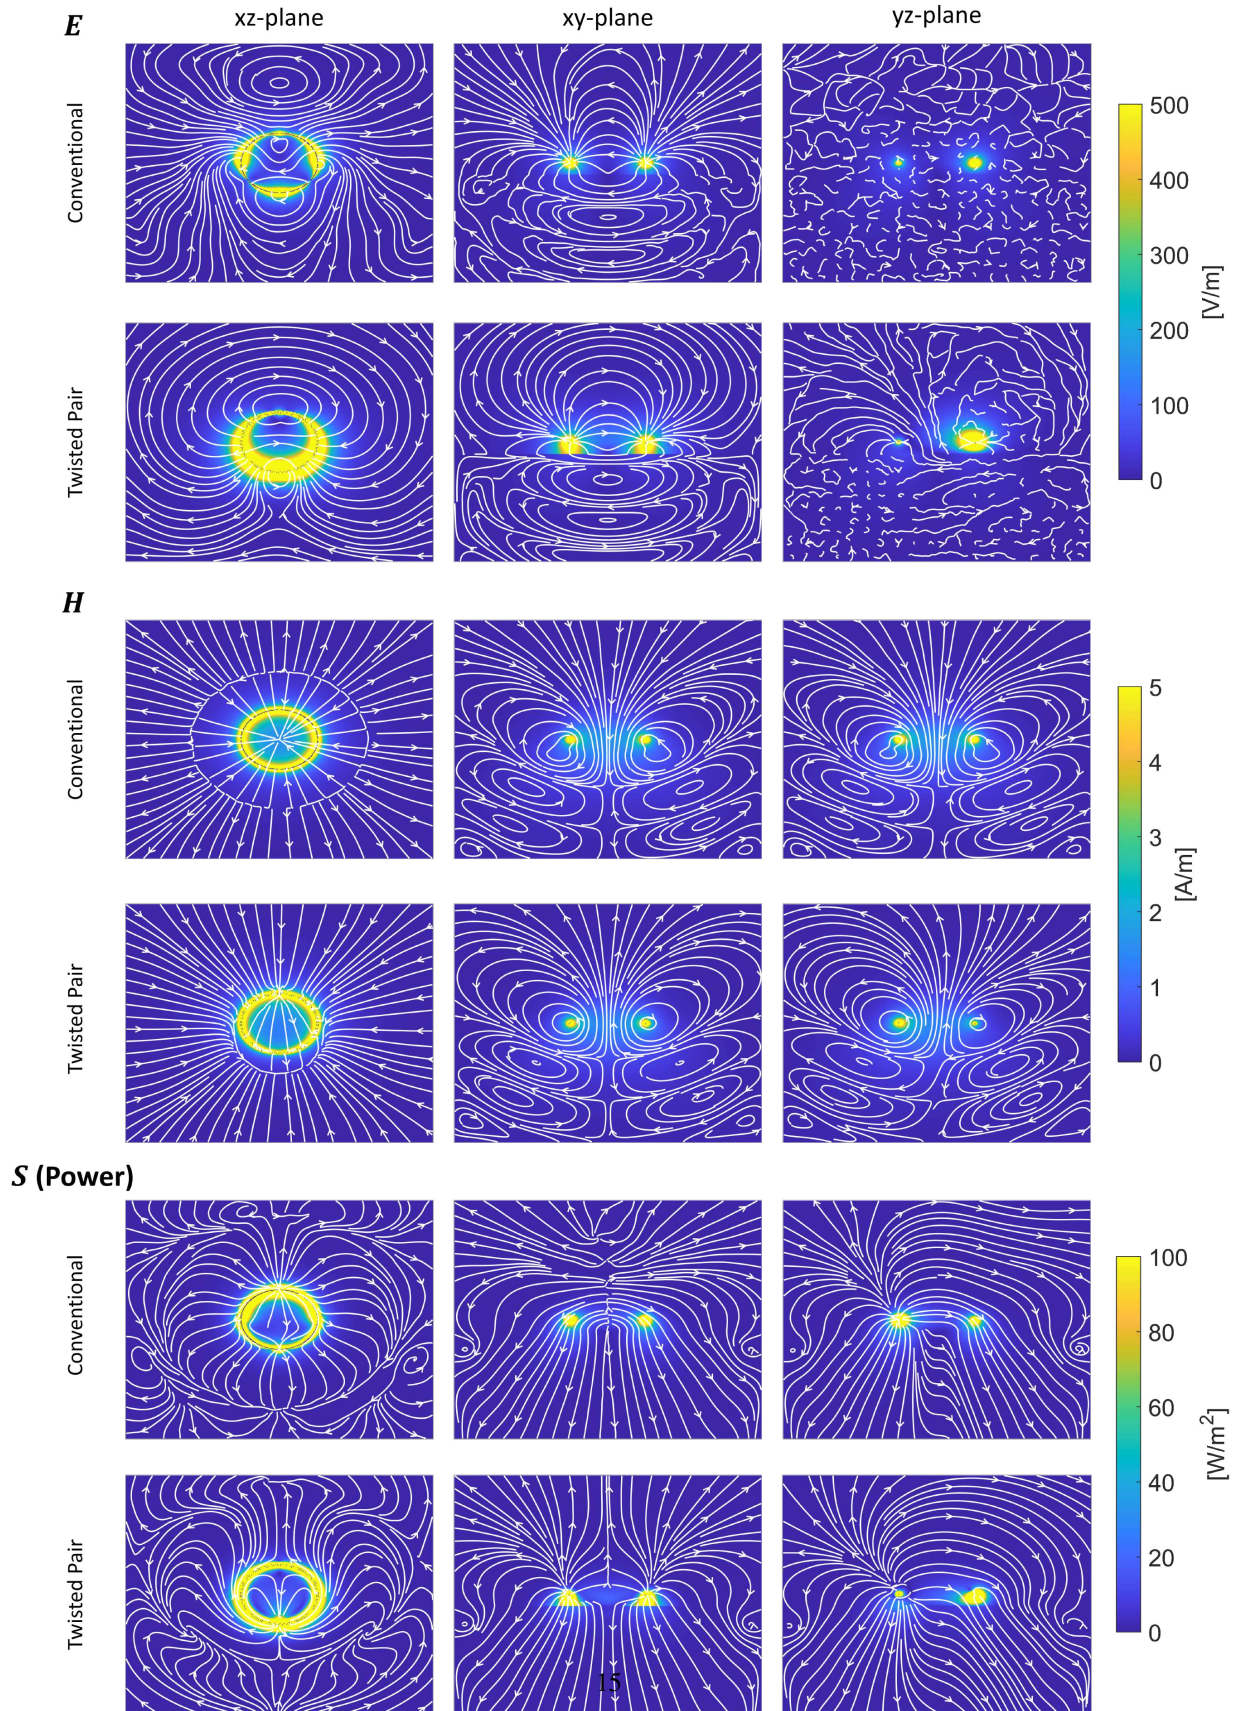 E xz-plane xy-plane yz-plane
Conventional
500
400
300
200
100
0
[V/m]
Twisted Pair
H
Conventional
5
4
3
2
1
0
[A/m]
Twisted Pair
S (Power)
Conventional
100
80
60
40
20
0
[W/m²]
Twisted Pair
15